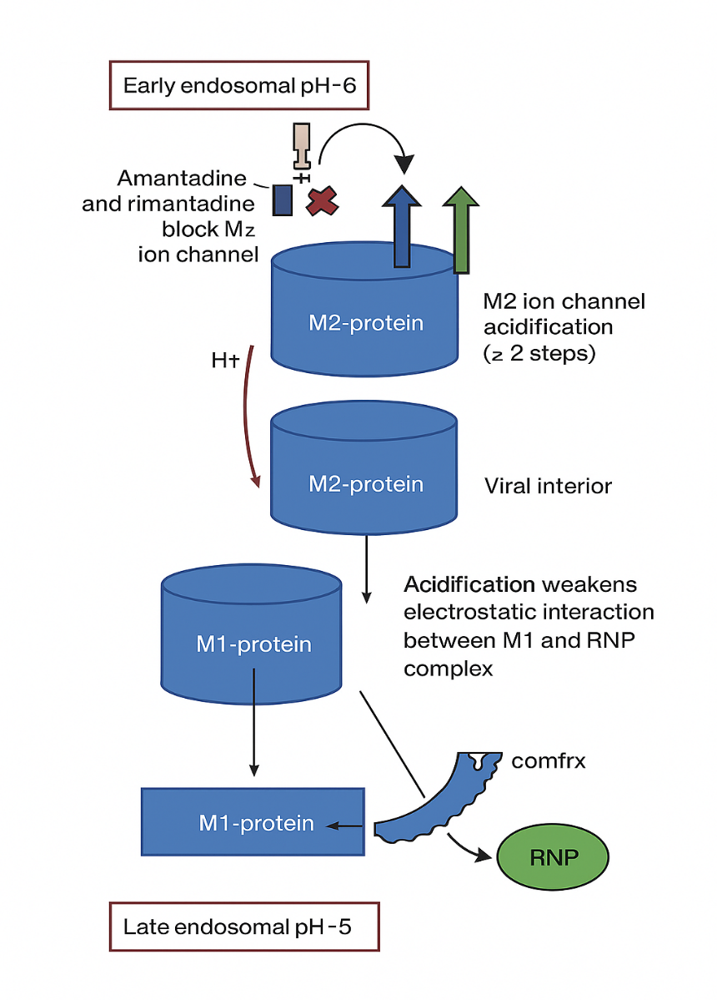 Early endosomal pH-6
Amantadine
and rimantadine
block Mz
ion channel
M2-protein
M2 ion channel
acidification
(≥ 2 steps)
H†
M2-protein
Viral interior
Acidification weakens
electrostatic interaction
between M1 and RNP
complex
M1-protein
comfrx
M1-protein
RNP
Late endosomal pH-5